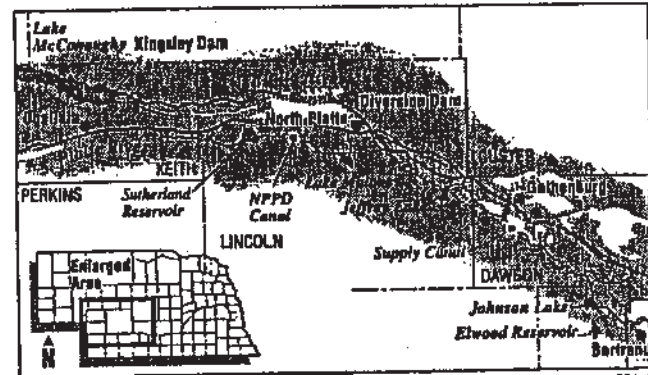 Lake
McConaughy Kingsley Dam
Diversion Dam
North Platte
KEITH
PERKINS
Sutherland
Reservoir
NPPD
Canal
LINCOLN
Gothenburg
Supply Canal
DAWSON
Johnson Lake
Elwood Reservoir
Bertrand
Enlarged
Area
N